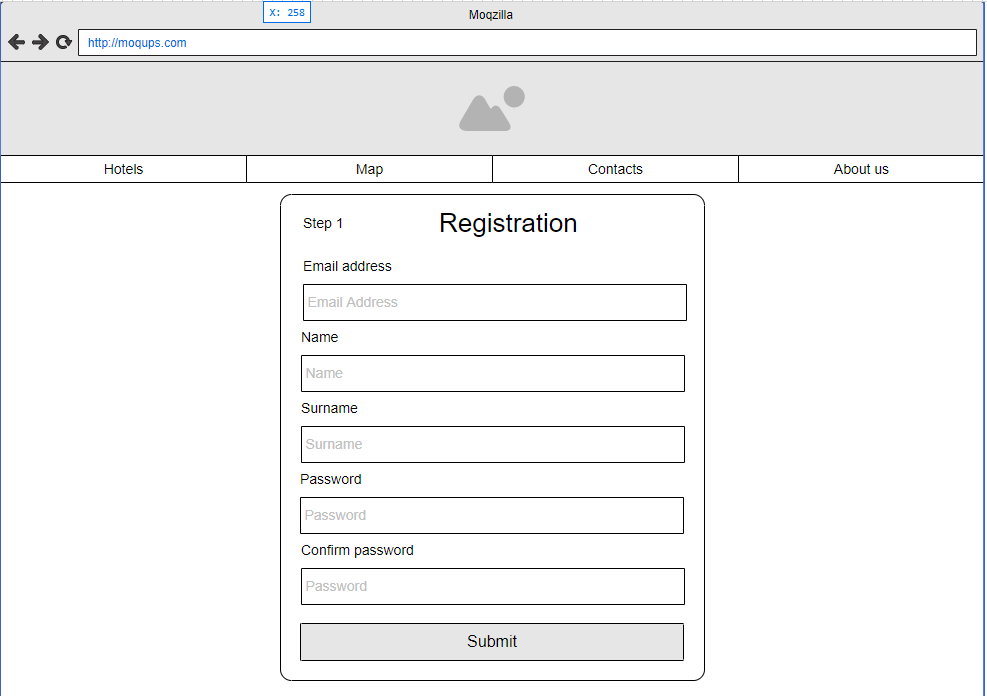 X: 258
Moqzilla
http://moqups.com
Hotels Map Contacts About us
Step 1 Registration
Email address
Email Address
Name
Name
Surname
Surname
Password
Password
Confirm password
Password
Submit